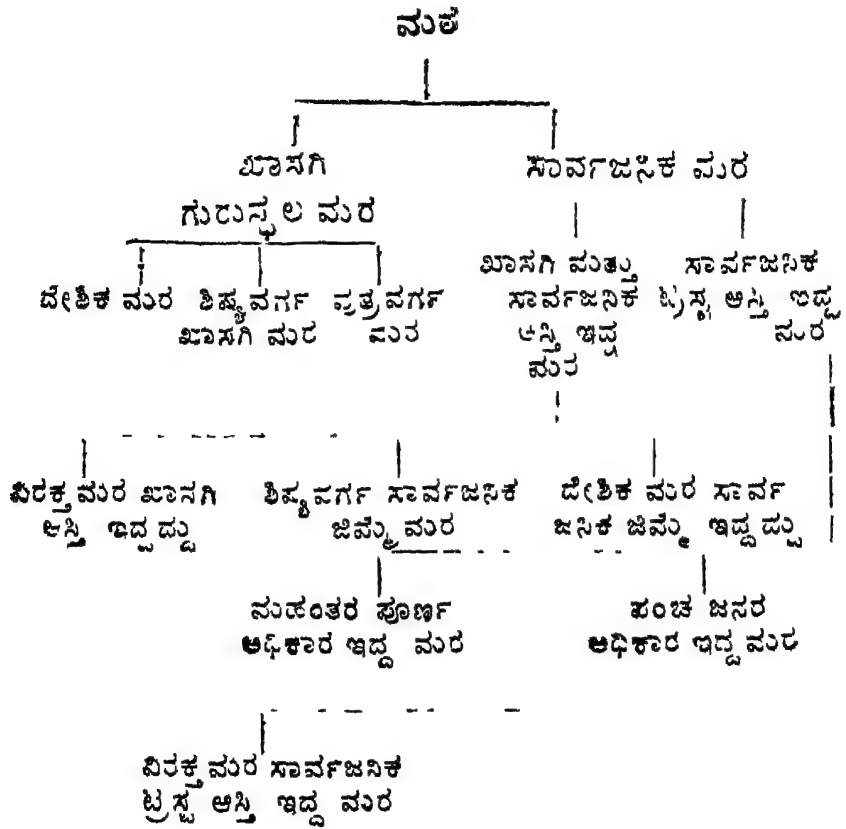 ಮಠ
ಖಾಸಗಿ
ಗುರುಸ್ಥಲ ಮಠ
ಸಾರ್ವಜನಿಕ ಮಠ
ದೇಶಿಕ ಮಠ
ಶಿಷ್ಯವರ್ಗ
ಖಾಸಗಿ ಮಠ
ಪುತ್ರವರ್ಗ
ಮಠ
ಖಾಸಗಿ ಮತ್ತು
ಸಾರ್ವಜನಿಕ
ಆಸ್ತಿ ಇದ್ದ
ಮಠ
ಸಾರ್ವಜನಿಕ
ಟ್ರಸ್ಟ ಆಸ್ತಿ ಇದ್ದ
ಮಠ
ವಿರಕ್ತ ಮಠ ಖಾಸಗಿ
ಆಸ್ತಿ ಇದ್ದದ್ದು
ಶಿಷ್ಯವರ್ಗ ಸಾರ್ವಜನಿಕ
ಜಿಮ್ಮೆ ಮಠ
ದೇಶಿಕ ಮಠ ಸಾರ್ವ
ಜನಿಕ ಜಿಮ್ಮೆ ಇದ್ದದ್ದು
ಮಹಂತರ ಪೂರ್ಣ
ಅಧಿಕಾರ ಇದ್ದ ಮಠ
ಪಂಚ ಜನರ
ಅಧಿಕಾರ ಇದ್ದ ಮಠ
ವಿರಕ್ತ ಮಠ ಸಾರ್ವಜನಿಕ
ಟ್ರಸ್ಟ ಆಸ್ತಿ ಇದ್ದ ಮಠ